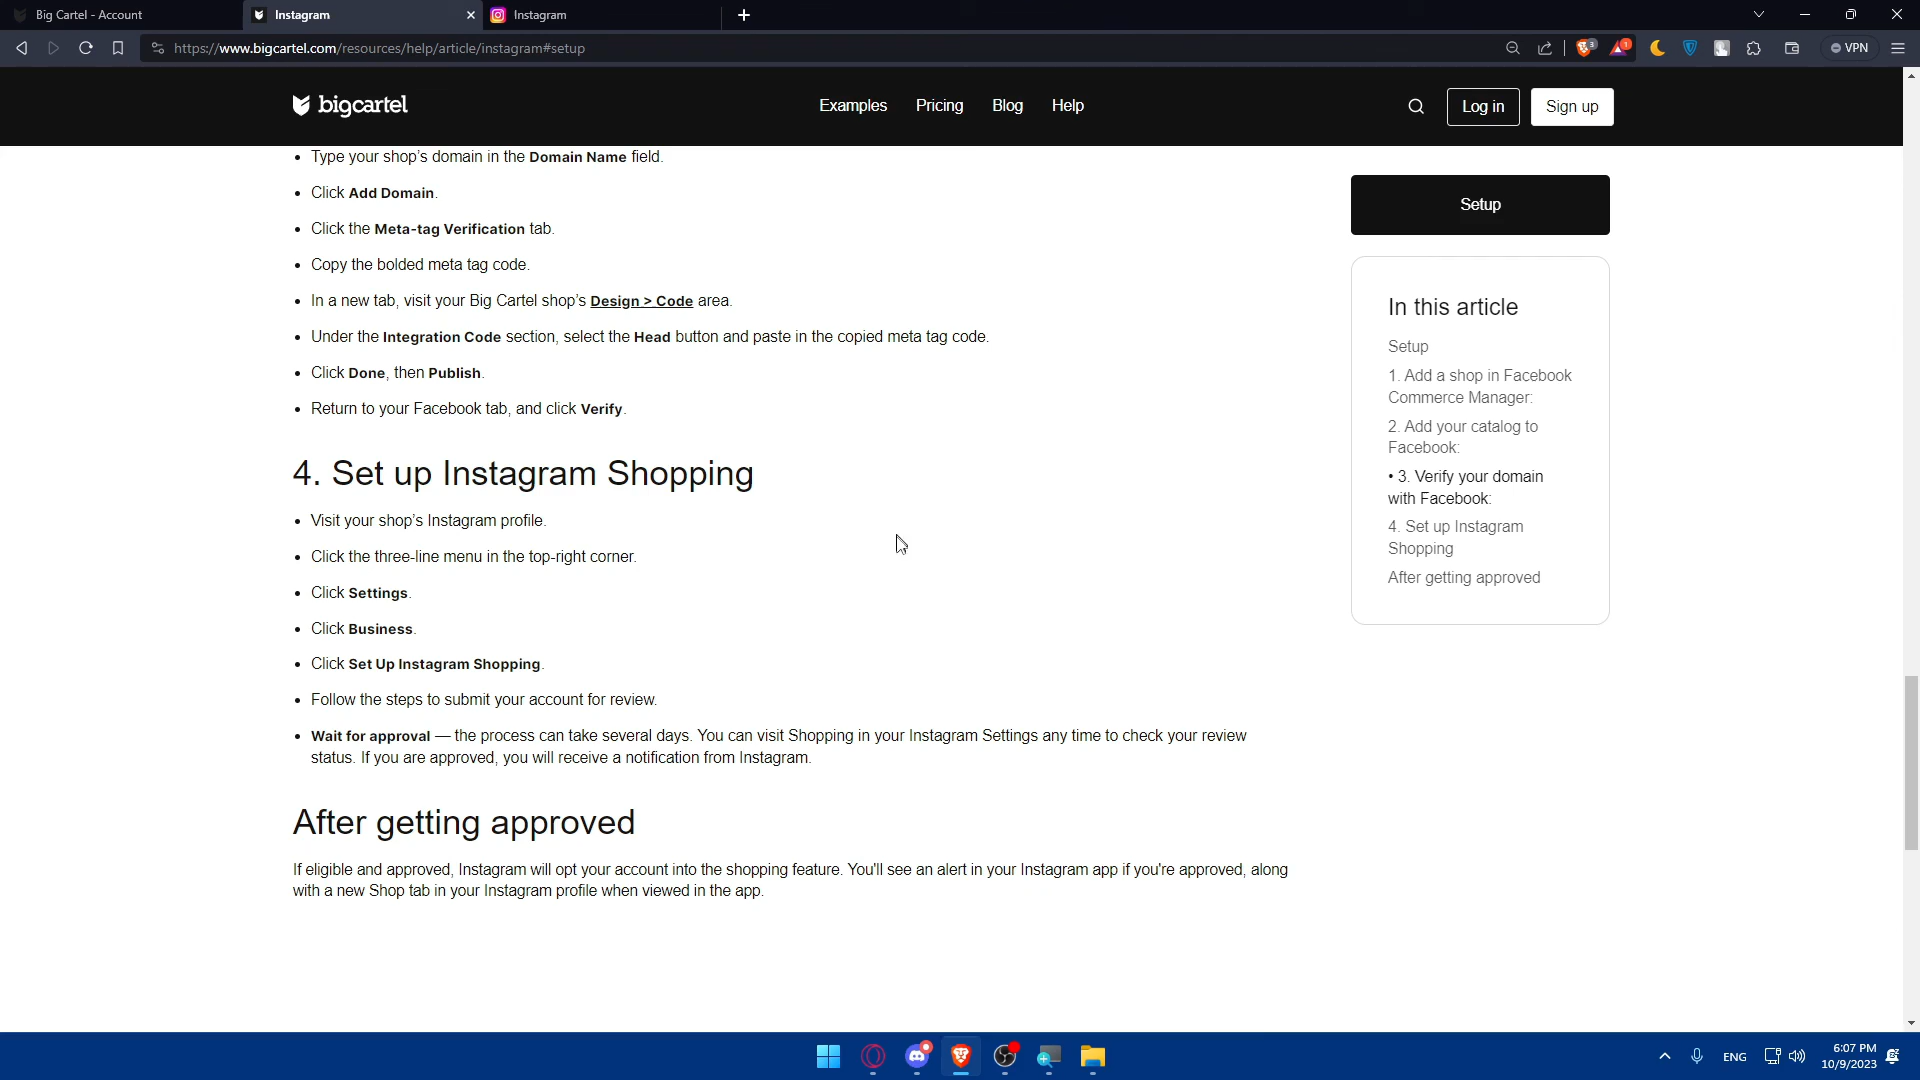 Big Cartel - Account
Instagram
Instagram
https://www.bigcartel.com/resources/help/article/instagram#setup
3
1
VPN
bigcartel
Examples
Pricing
Blog
Help
Log in
Sign up
• Type your shop's domain in the Domain Name field.
• Click Add Domain.
• Click the Meta-tag Verification tab.
• Copy the bolded meta tag code.
• In a new tab, visit your Big Cartel shop's Design > Code area.
• Under the Integration Code section, select the Head button and paste in the copied meta tag code.
• Click Done, then Publish.
• Return to your Facebook tab, and click Verify.
4. Set up Instagram Shopping
• Visit your shop's Instagram profile.
• Click the three-line menu in the top-right corner.
• Click Settings.
• Click Business.
• Click Set Up Instagram Shopping.
• Follow the steps to submit your account for review.
• Wait for approval — the process can take several days. You can visit Shopping in your Instagram Settings any time to check your review
status. If you are approved, you will receive a notification from Instagram.
After getting approved
If eligible and approved, Instagram will opt your account into the shopping feature. You'll see an alert in your Instagram app if you're approved, along
with a new Shop tab in your Instagram profile when viewed in the app.
Setup
In this article
Setup
1. Add a shop in Facebook
Commerce Manager:
2. Add your catalog to
Facebook:
• 3. Verify your domain
with Facebook:
4. Set up Instagram
Shopping
After getting approved
ENG
6:07 PM
10/9/2023